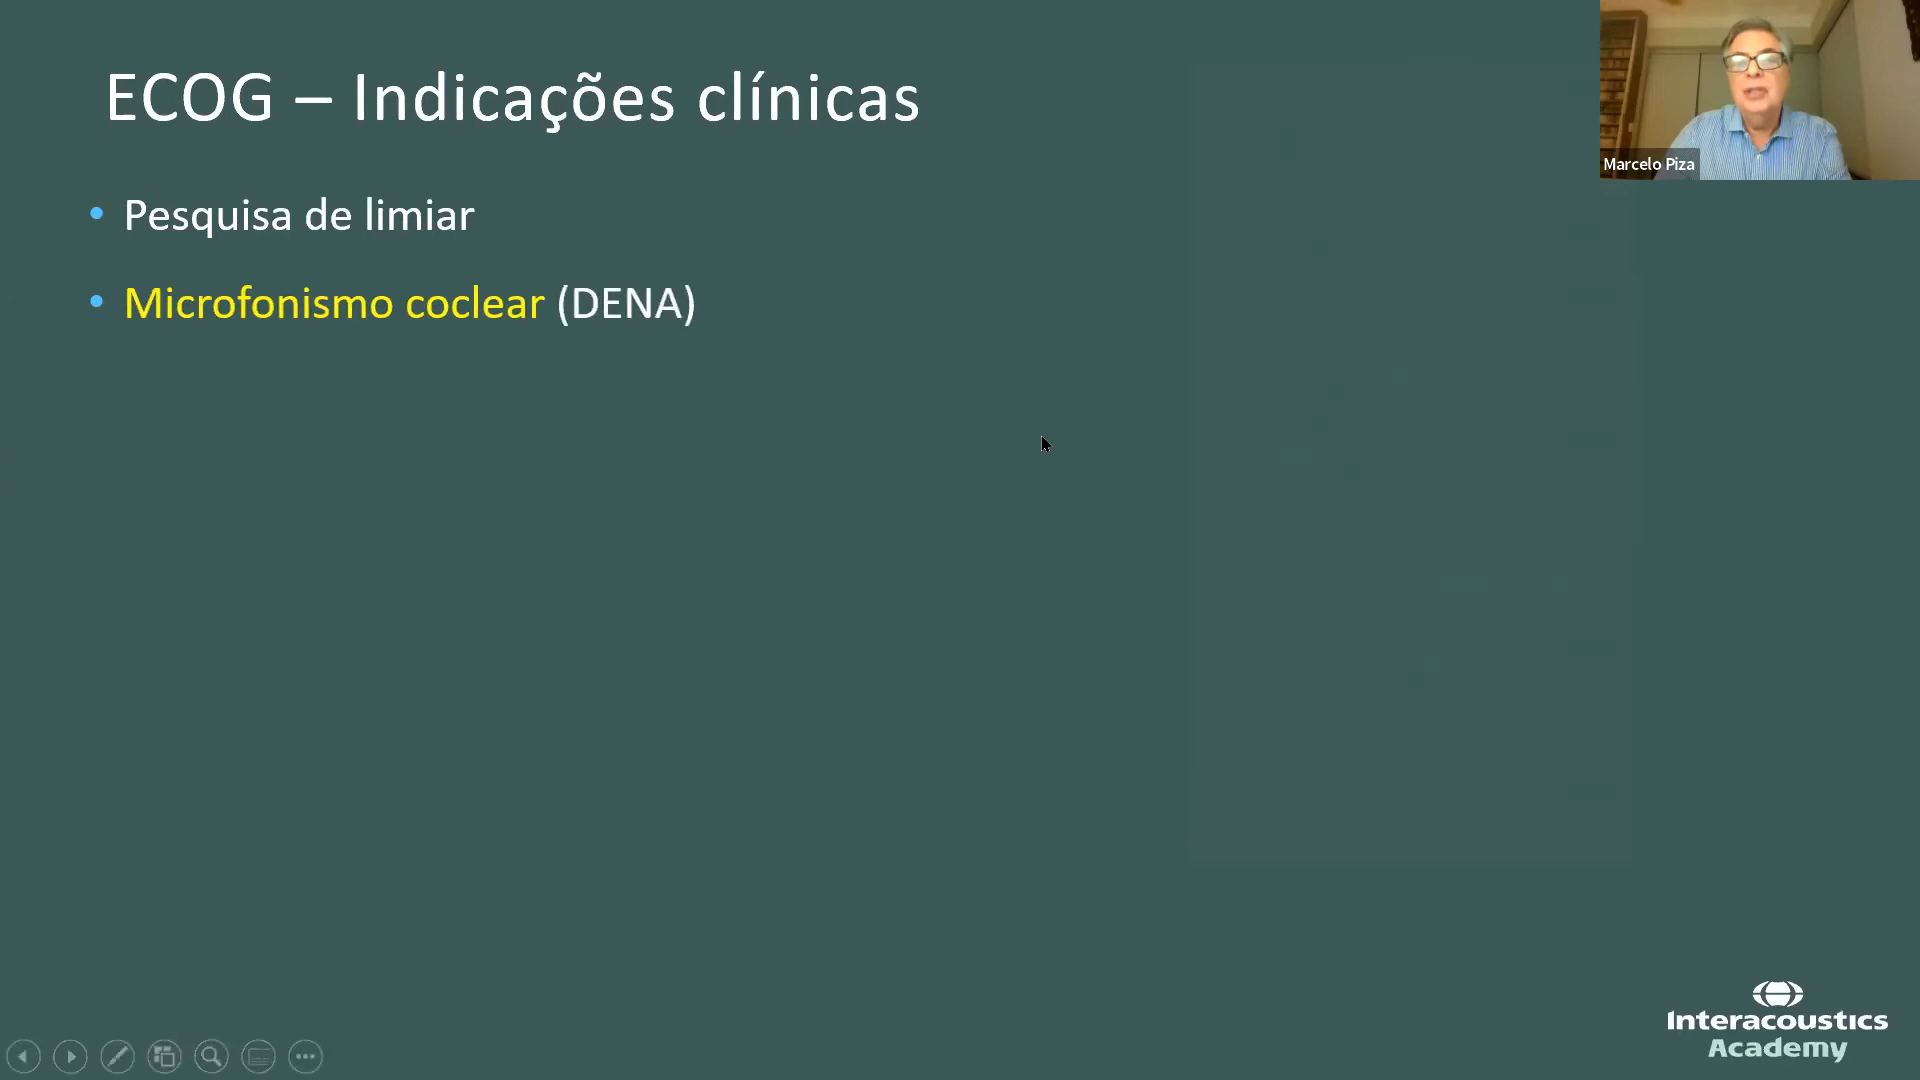 ECOG – Indicações clínicas
Marcelo Piza
• Pesquisa de limiar
• Microfonismo coclear (DENA)
Interacoustics
Academy